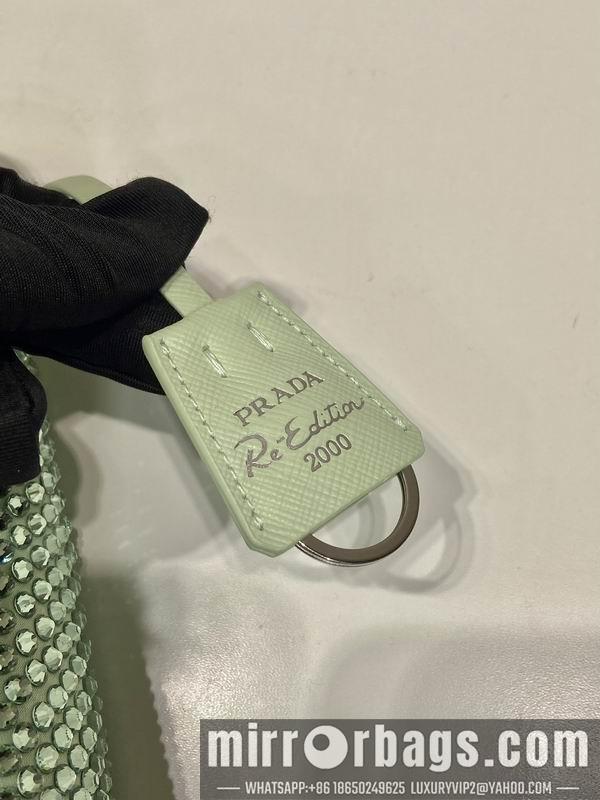 PRADA
Re-Edition
2000
mirrorbags.com
WHATSAPP:+86 18650249625 LUXURYVIP2@YAHOO.COM